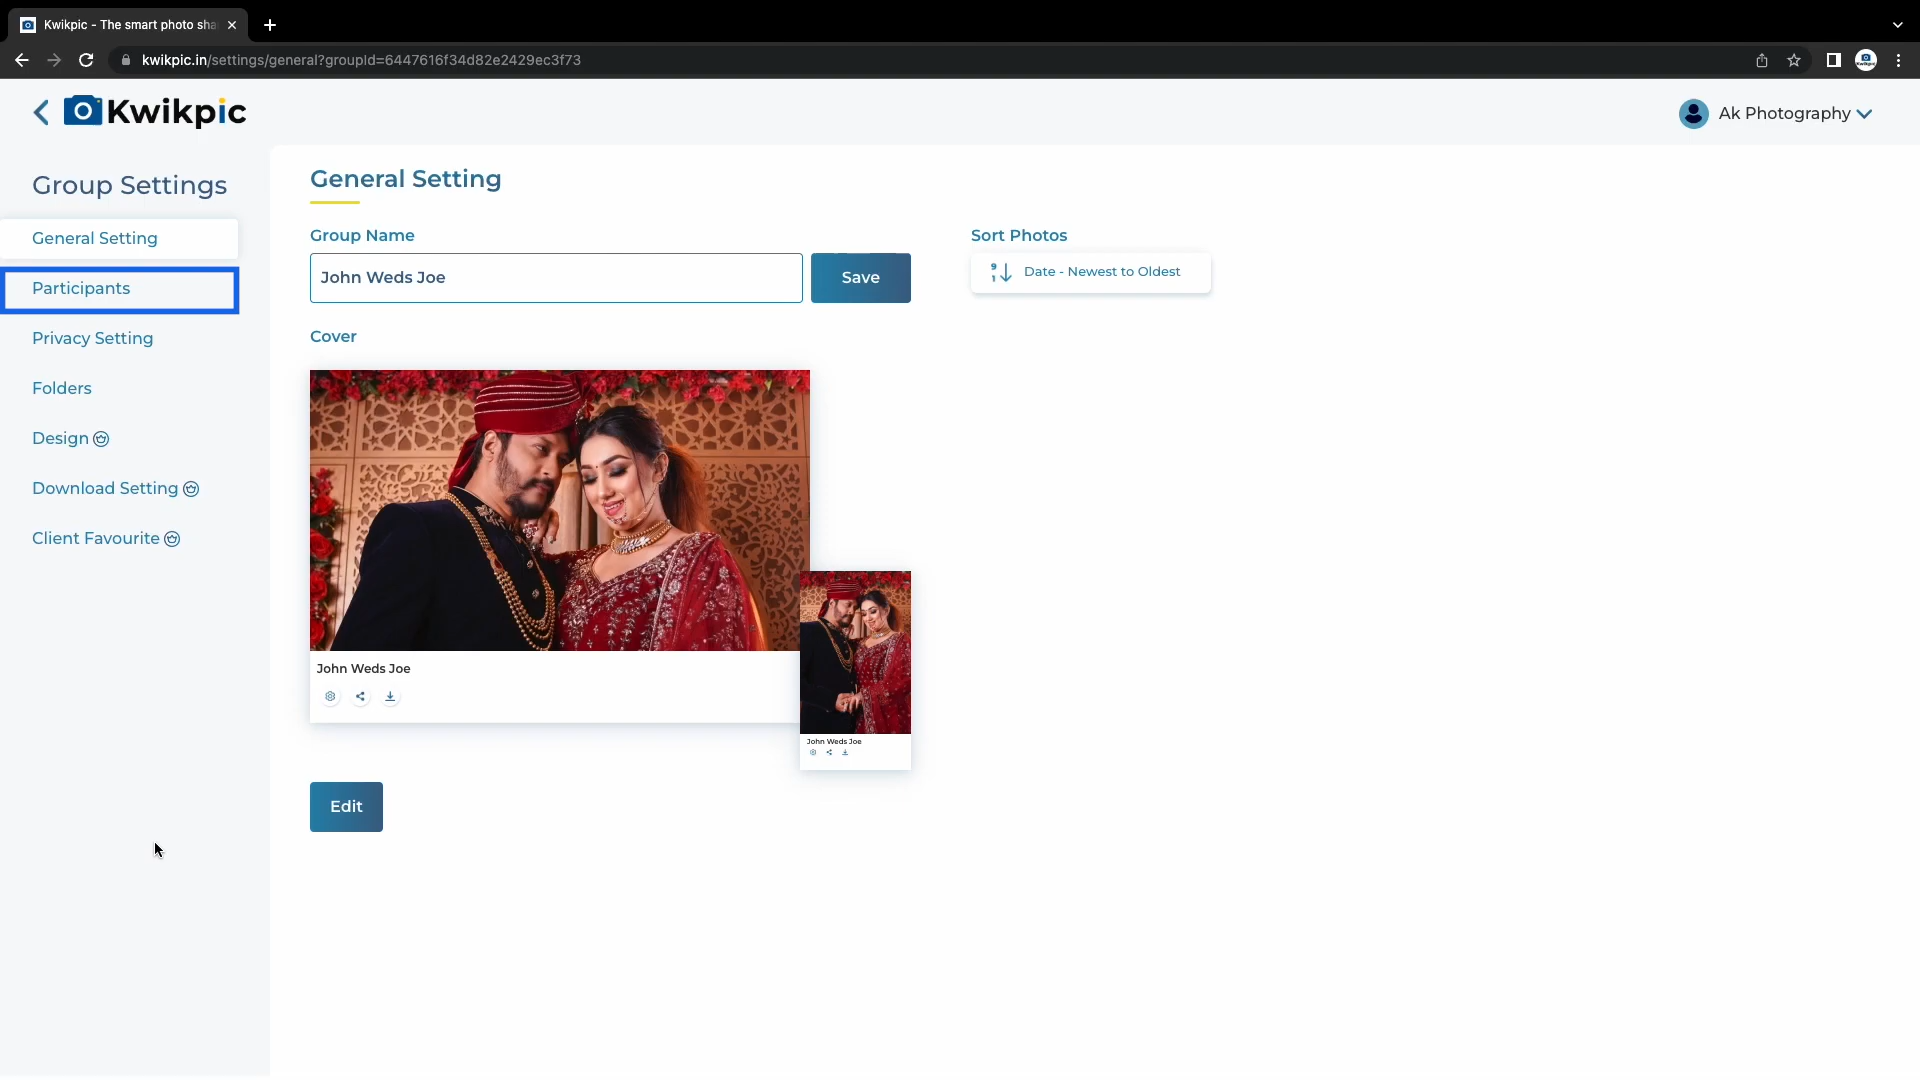 Kwikpic - The smart photo sha
kwikpic.in/settings/general?groupId=6447616f34d82e2429ec3f73
Kwikpic
Ak Photography
Group Settings
General Setting
Participants
Privacy Setting
Folders
Design
Download Setting
Client Favourite
General Setting
Group Name
John Weds Joe
Save
Sort Photos
Date - Newest to Oldest
Cover
John Weds Joe
John Weds Joe
Edit